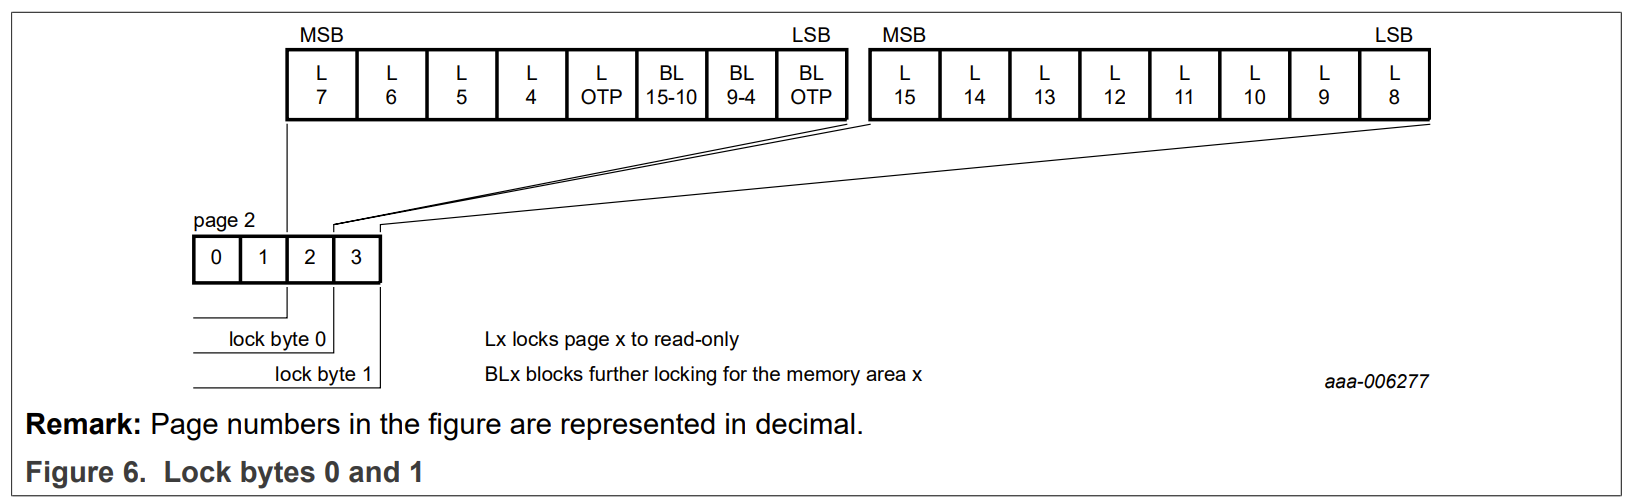 MSB LSB MSB LSB
L L L L L BL BL BL L L L L L L L L
7 6 5 4 OTP 15-10 9-4 OTP 15 14 13 12 11 10 9 8
page 2
0 1 2 3
lock byte 0 Lx locks page x to read-only
lock byte 1 BLx blocks further locking for the memory area x aaa-006277
Remark: Page numbers in the figure are represented in decimal.
Figure 6. Lock bytes 0 and 1